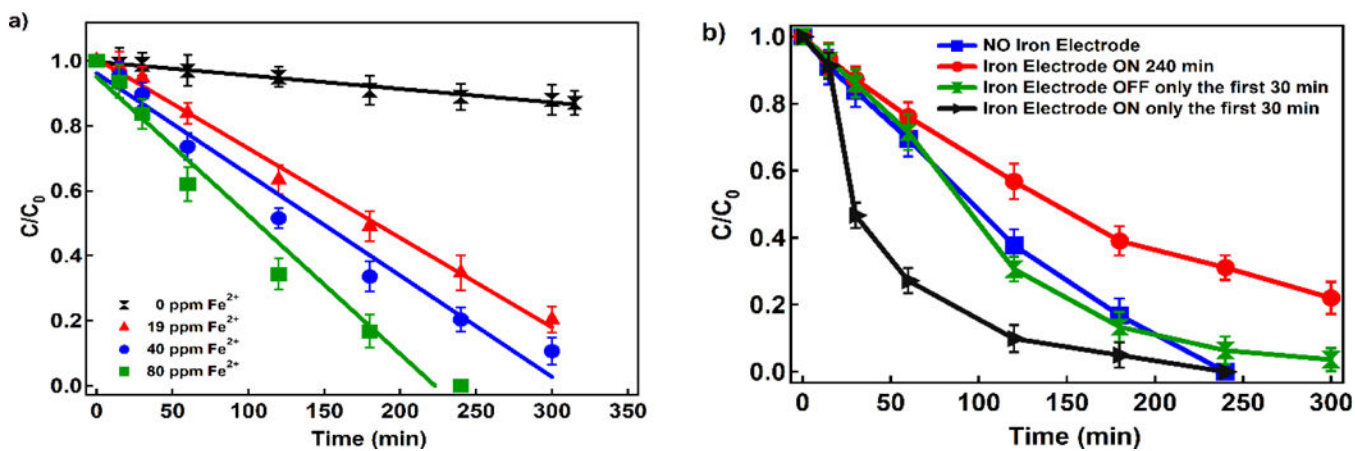 a)
1.0
0.8
0.6
0.4
0.2
0.0
C/C0
0 ppm Fe2+
19 ppm Fe2+
40 ppm Fe2+
80 ppm Fe2+
0 50 100 150 200 250 300 350
Time (min)
b)
1.0
0.8
0.6
0.4
0.2
0.0
C/C0
NO Iron Electrode
Iron Electrode ON 240 min
Iron Electrode OFF only the first 30 min
Iron Electrode ON only the first 30 min
0 50 100 150 200 250 300
Time (min)